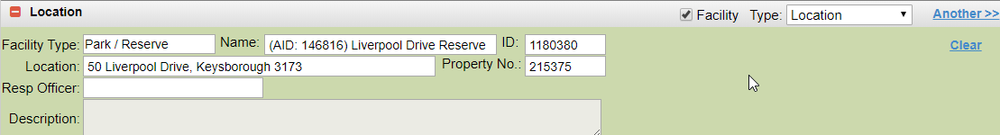 Location Facility Type: Location Another >>
Facility Type: Park / Reserve Name: (AID: 146816) Liverpool Drive Reserve ID: 1180380 Clear
Location: 50 Liverpool Drive, Keysborough 3173 Property No.: 215375
Resp Officer:
Description: